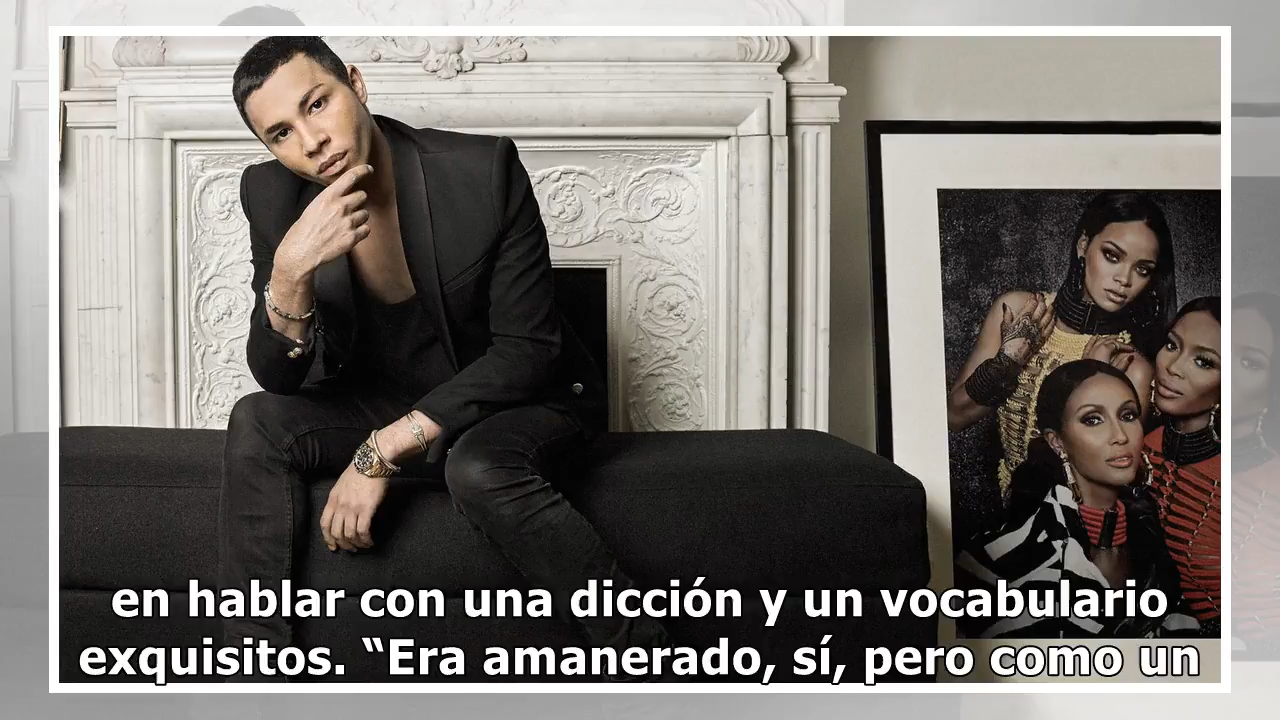 en hablar con una dicción y un vocabulario
exquisitos. “Era amanerado, sí, pero como un